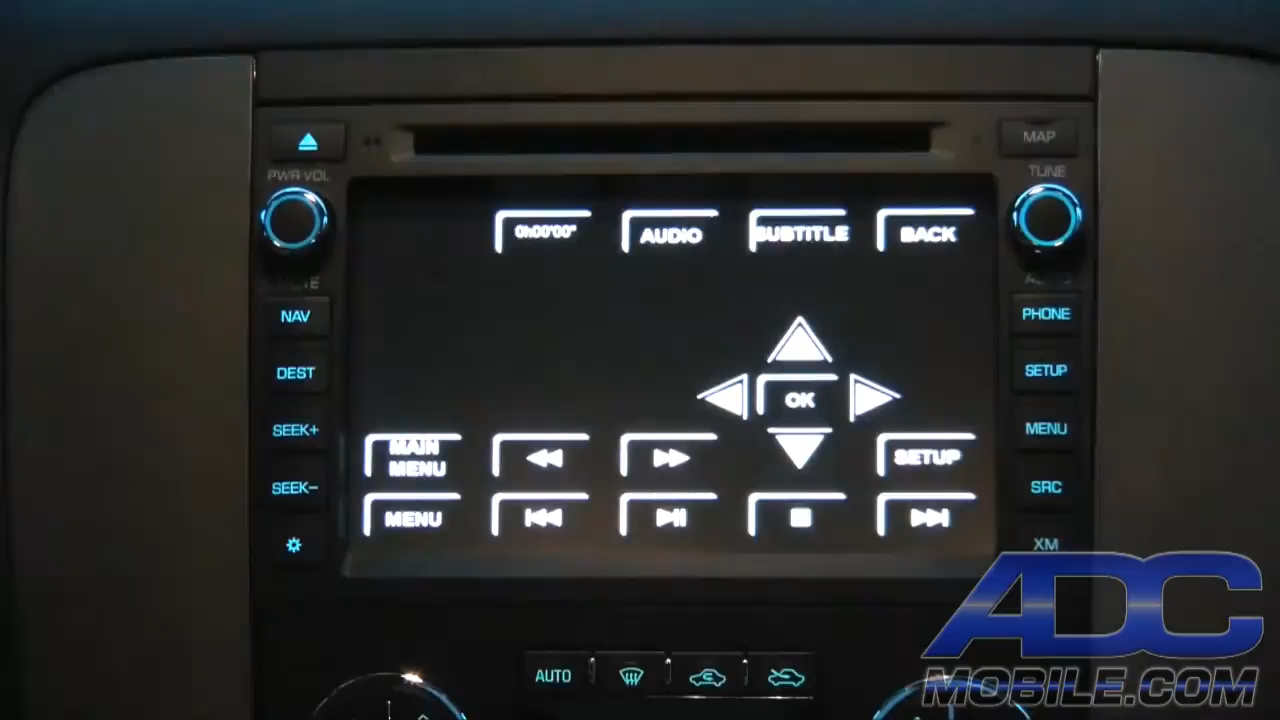 MAP
PWR·VOL
TUNE
0h00'00"
AUDIO
SUBTITLE
BACK
NAV
PHONE
DEST
SETUP
OK
SEEK+
MENU
MAIN
MENU
SETUP
SEEK-
SRC
MENU
XM
ADC
MOBILE.COM
AUTO